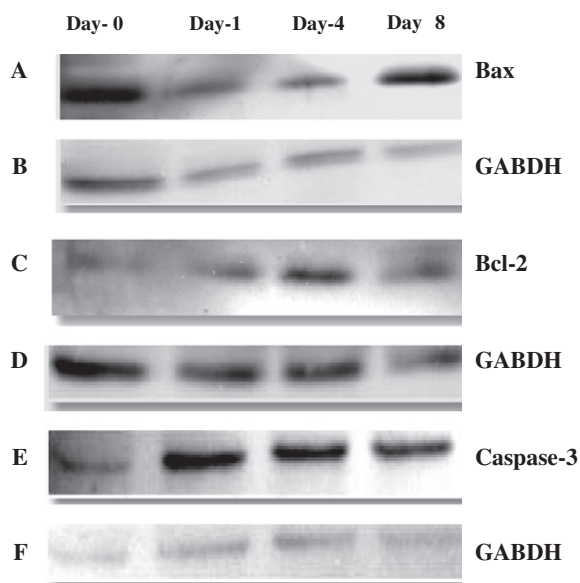 Day- 0 Day-1 Day-4 Day 8
A Bax
B GABDH
C Bcl-2
D GABDH
E Caspase-3
F GABDH